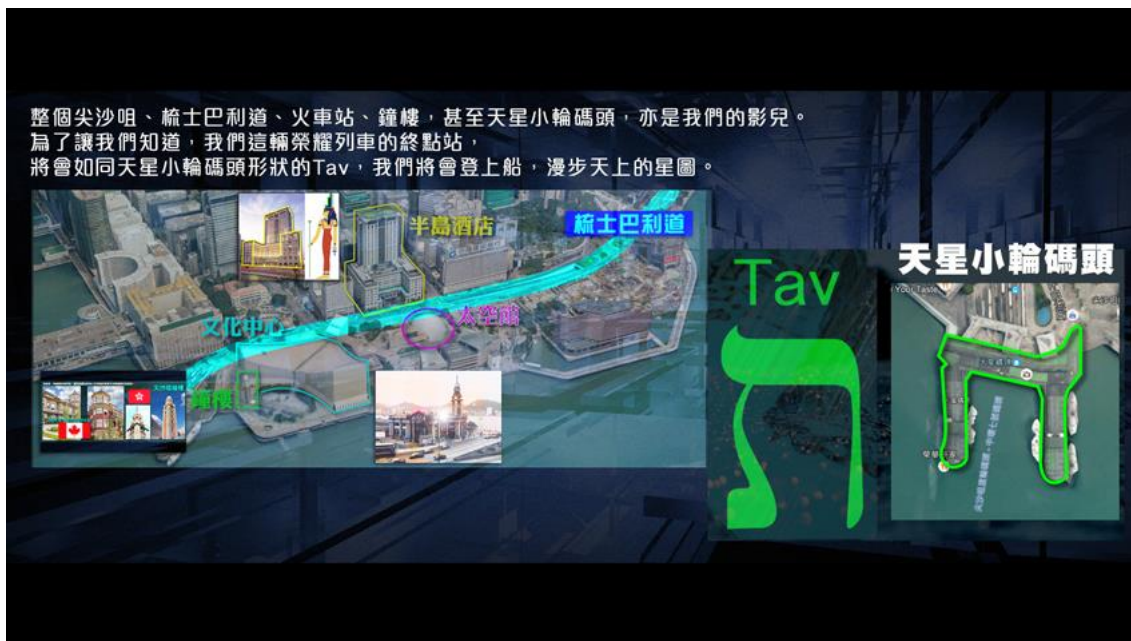 整個尖沙咀、梳士巴利道、火車站、鐘樓，甚至天星小輪碼頭，亦是我們的影兒。
為了讓我們知道，我們這輛榮耀列車的終點站，
將會如同天星小輪碼頭形狀的Tav，我們將會登上船，漫步天上的星圖。
半島酒店
梳士巴利道
文化中心
太空館
鐘樓
Tav
ת
天星小輪碼頭